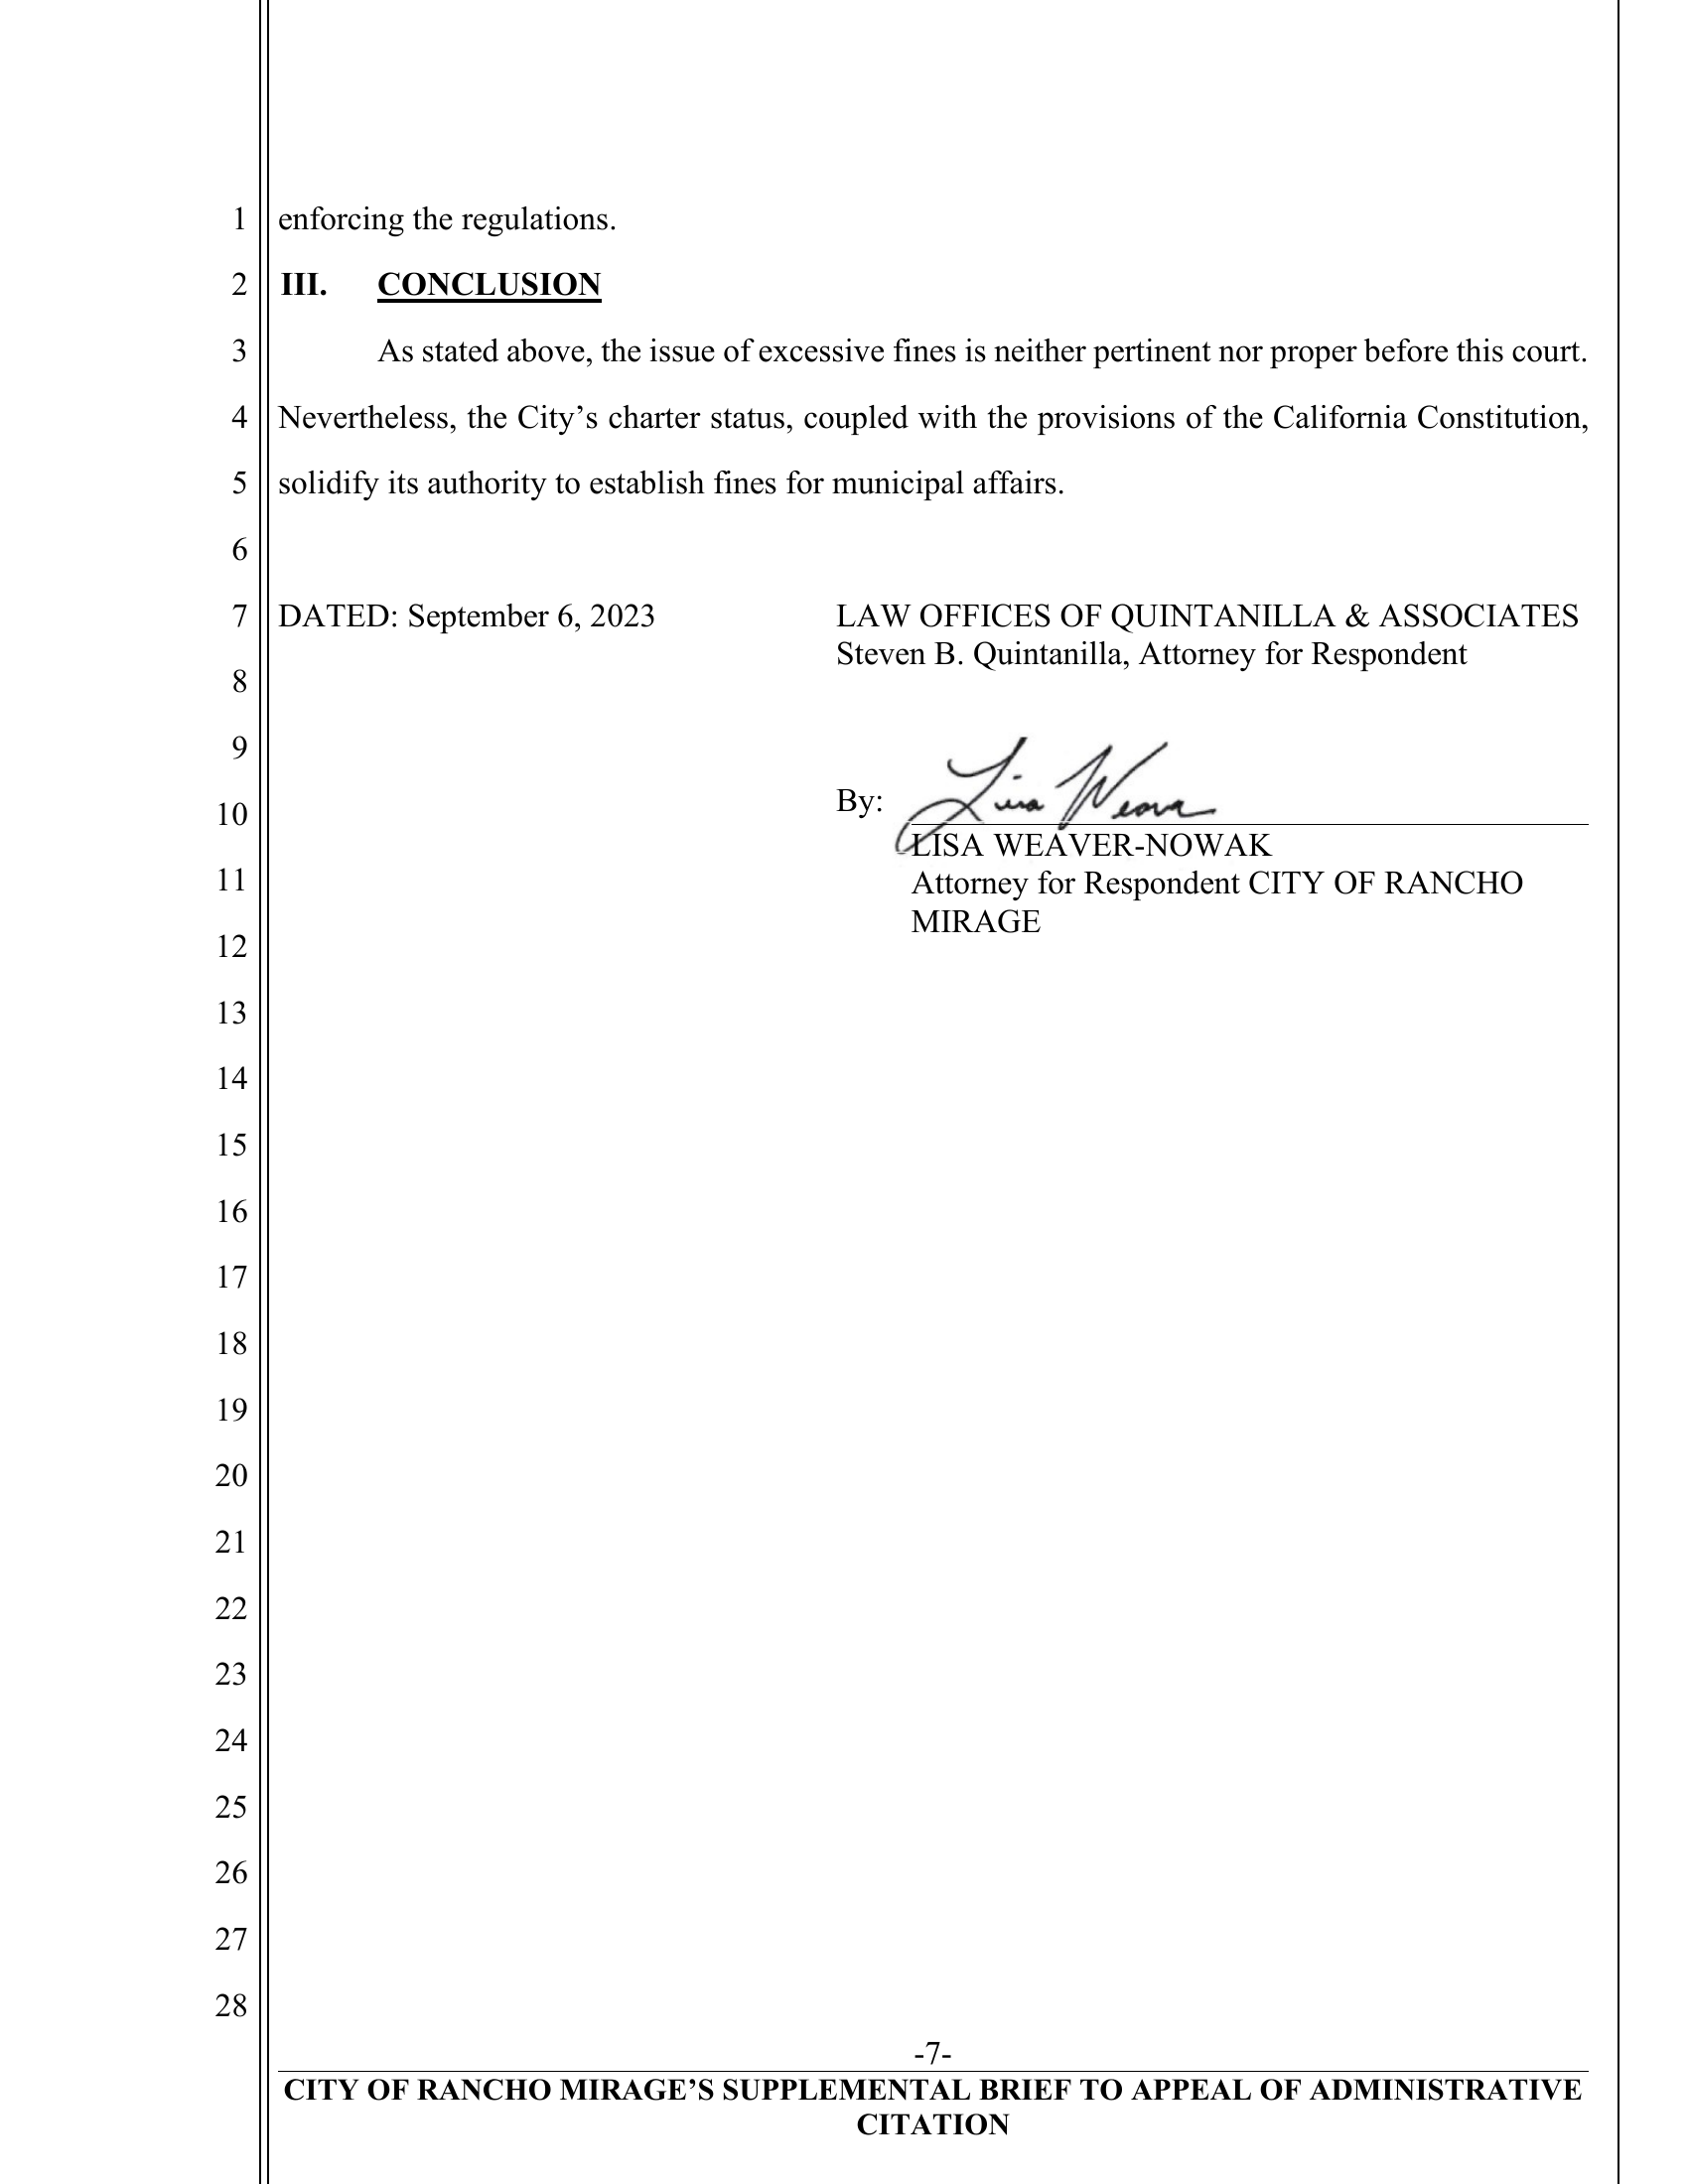 1 enforcing the regulations.
2 III. CONCLUSION
3 As stated above, the issue of excessive fines is neither pertinent nor proper before this court.
4 Nevertheless, the City’s charter status, coupled with the provisions of the California Constitution,
5 solidify its authority to establish fines for municipal affairs.
6
7 DATED: September 6, 2023 LAW OFFICES OF QUINTANILLA & ASSOCIATES
Steven B. Quintanilla, Attorney for Respondent
8
9
Lisa Weaver
10 By:
LISA WEAVER-NOWAK
11 Attorney for Respondent CITY OF RANCHO
MIRAGE
12
13
14
15
16
17
18
19
20
21
22
23
24
25
26
27
28
-7-
CITY OF RANCHO MIRAGE’S SUPPLEMENTAL BRIEF TO APPEAL OF ADMINISTRATIVE
CITATION